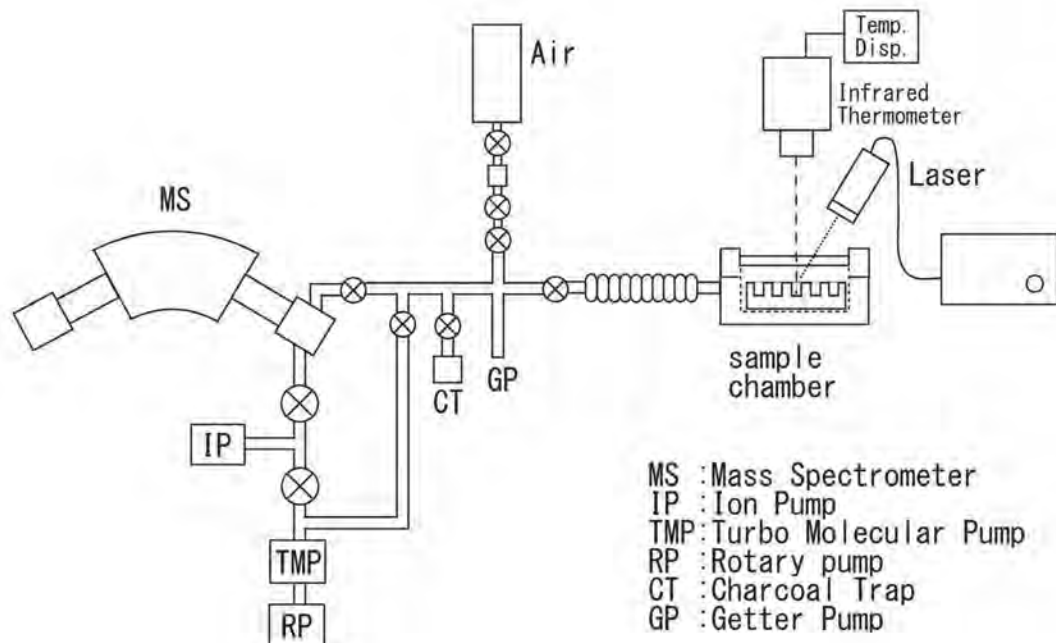 Temp.
Disp.
Air
Infrared
Thermometer
MS
Laser
sample
chamber
GP
CT
IP
TMP
RP
MS :Mass Spectrometer
IP :Ion Pump
TMP:Turbo Molecular Pump
RP :Rotary pump
CT :Charcoal Trap
GP :Getter Pump